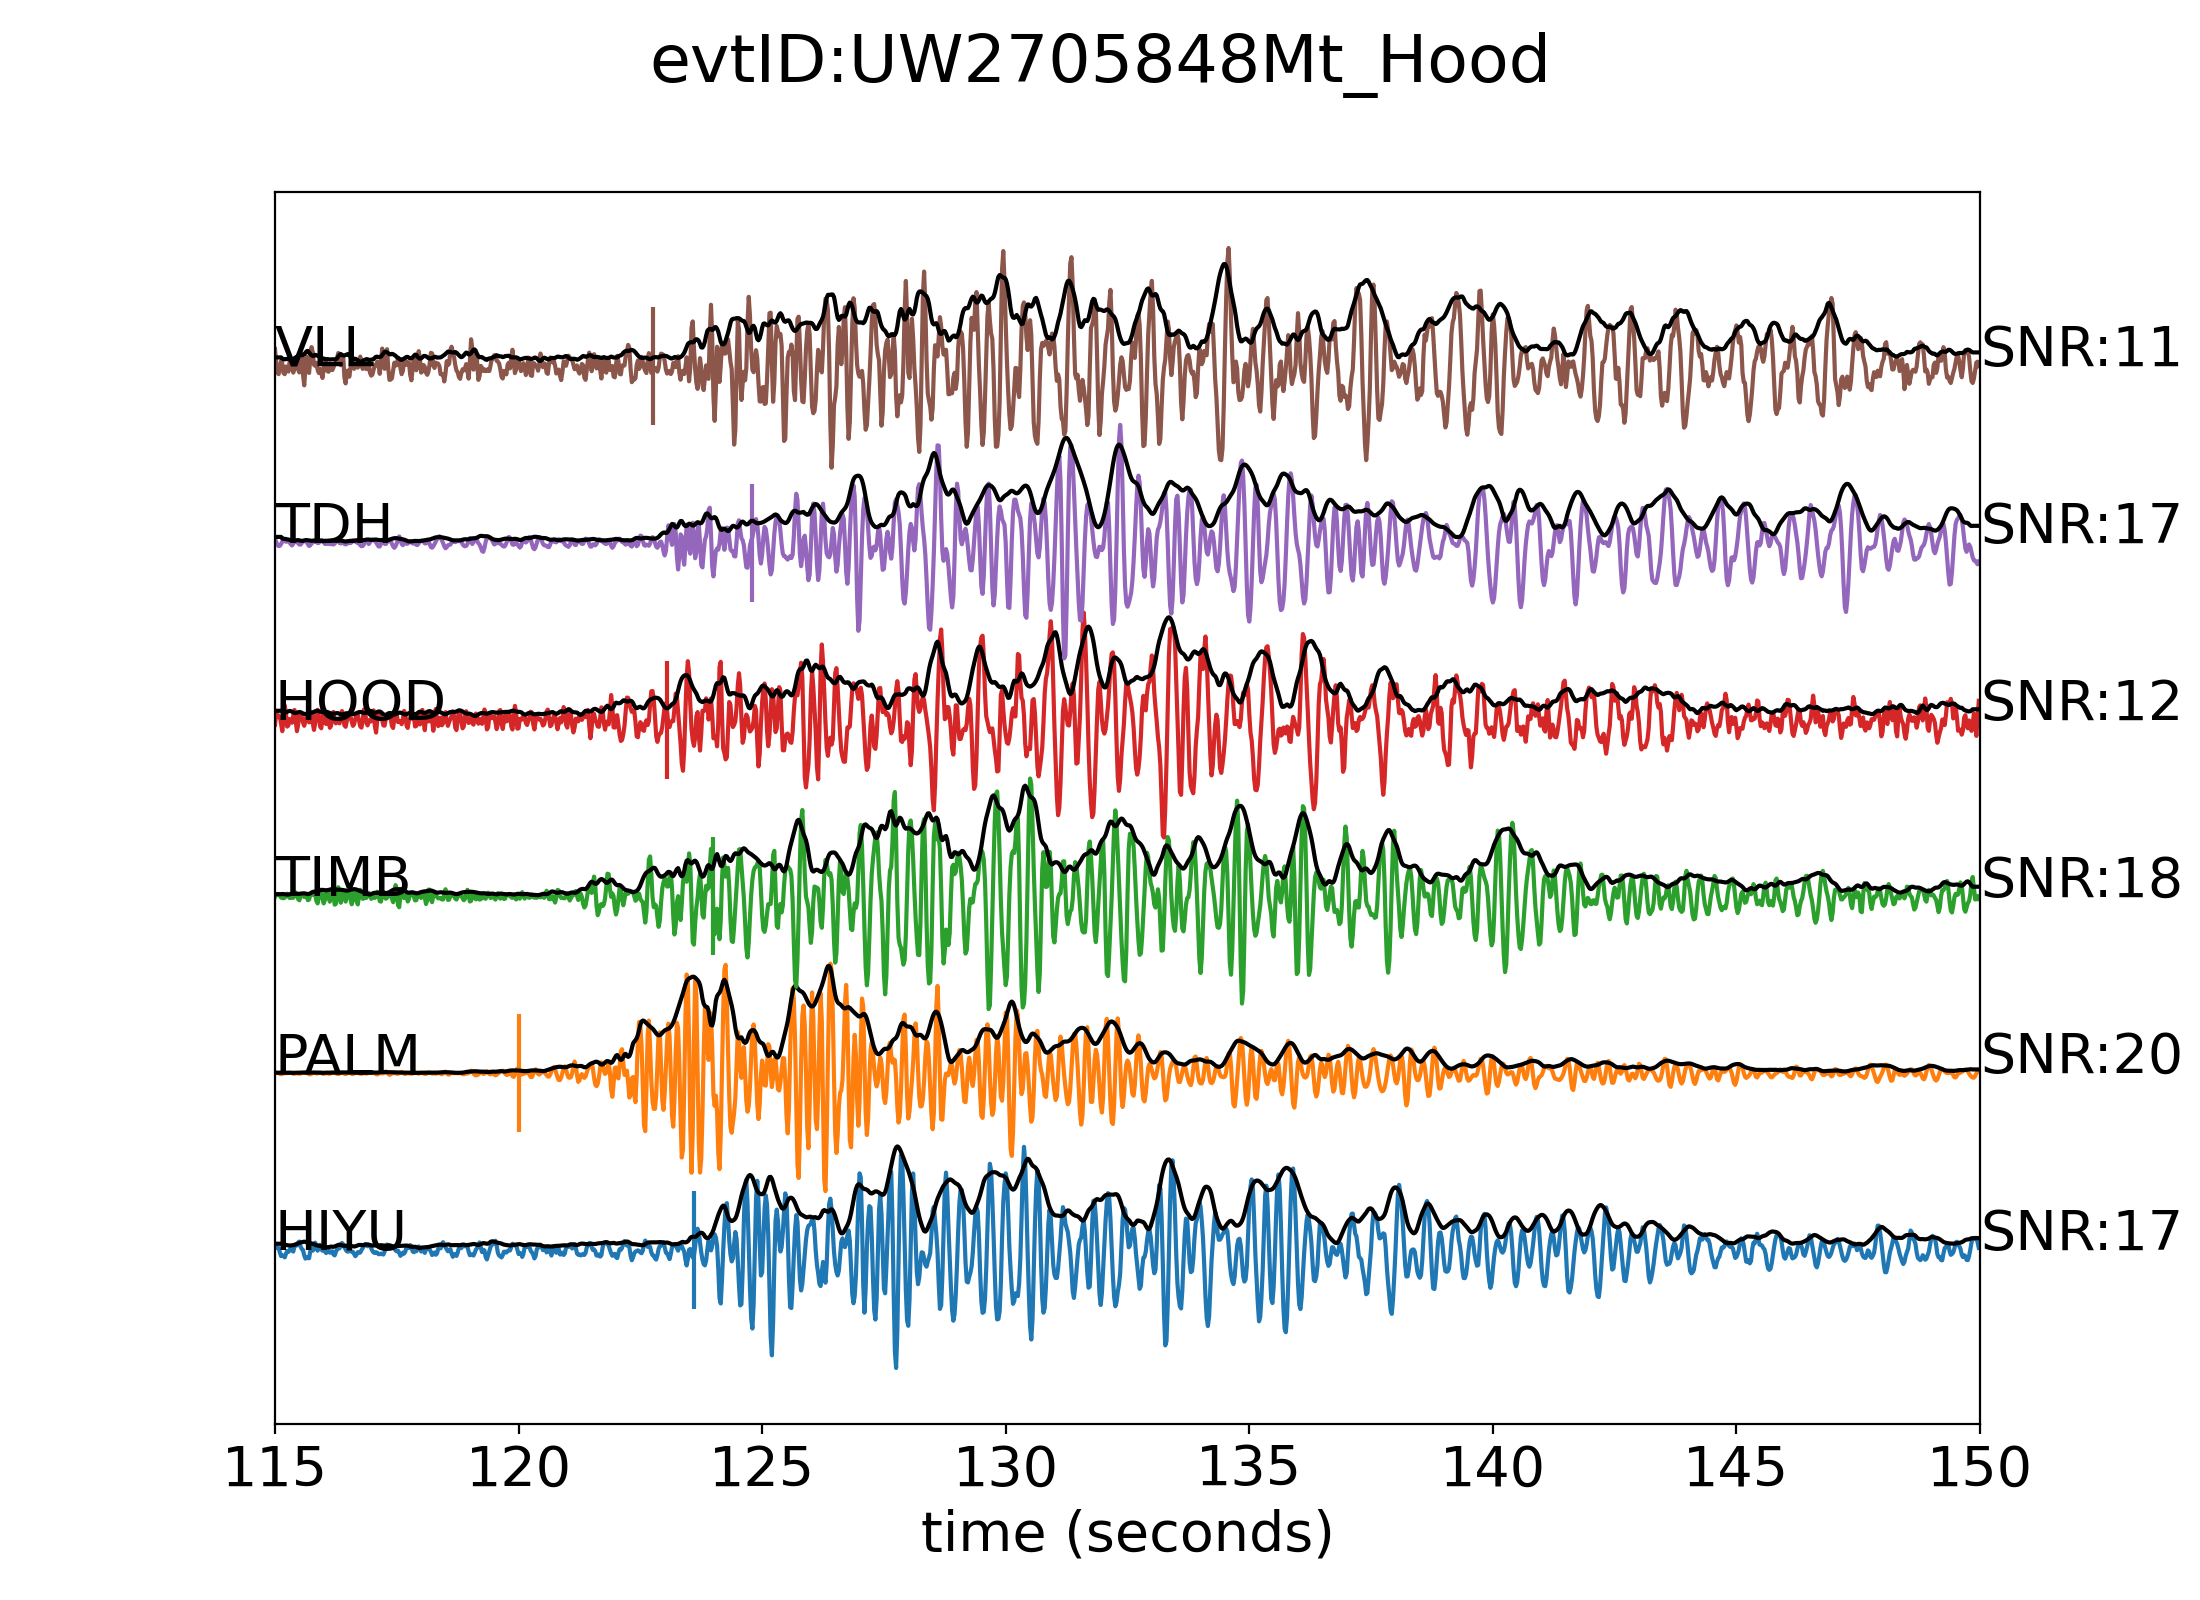 evtID:UW2705848Mt_Hood
VLL SNR:11
TDH SNR:17
HOOD SNR:12
TIMB SNR:18
PALM SNR:20
HIYU SNR:17
115 120 125 130 135 140 145 150
time (seconds)